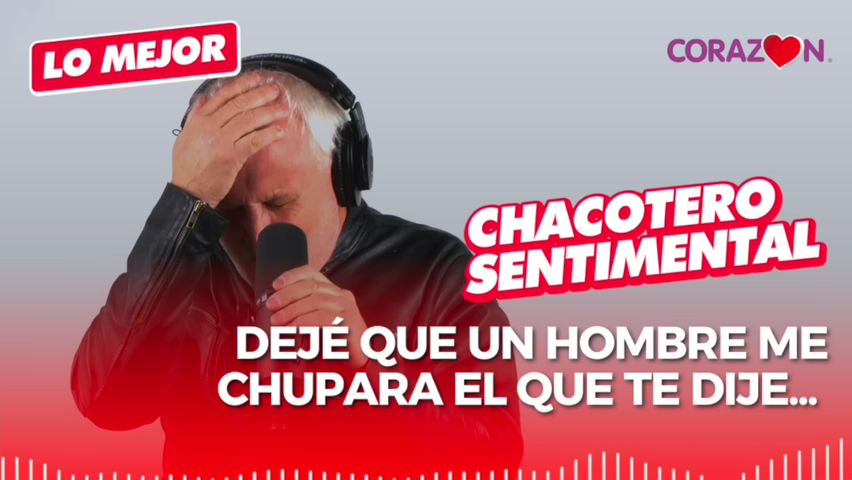 LO MEJOR
CORAZON
CHACOTERO
SENTIMENTAL
DEJÉ QUE UN HOMBRE ME
CHUPARA EL QUE TE DIJE...